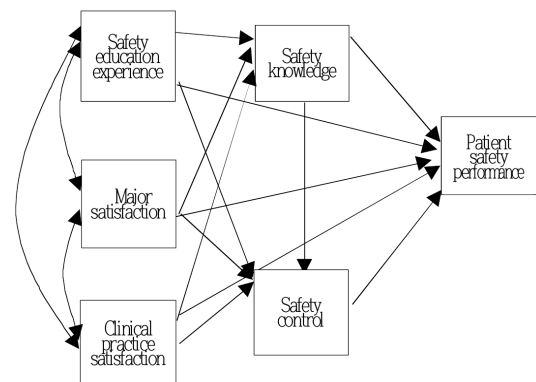 Safety
education
experience
Safety
knowledge
Patient
safety
performance
Major
satisfaction
Safety
control
Clinical
practice
satisfaction